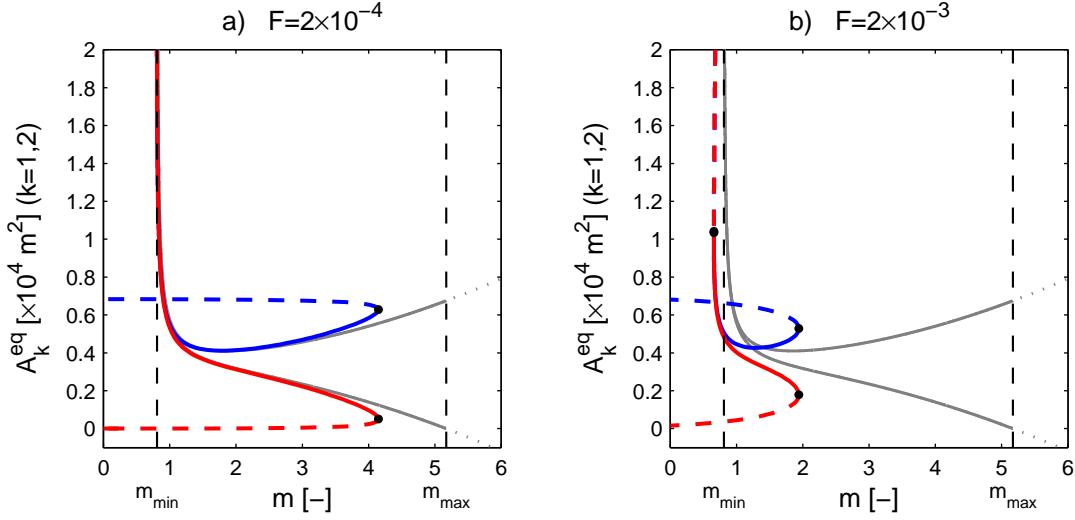 a) F=2×10⁻⁴
2
1.8
1.6
1.4
1.2
1
0.8
0.6
0.4
0.2
0
A_k^eq [×10⁴ m²] (k=1,2)
0 1 2 3 4 5 6
m_min m [−] m_max
b) F=2×10⁻³
2
1.8
1.6
1.4
1.2
1
0.8
0.6
0.4
0.2
0
A_k^eq [×10⁴ m²] (k=1,2)
0 1 2 3 4 5 6
m_min m [−] m_max